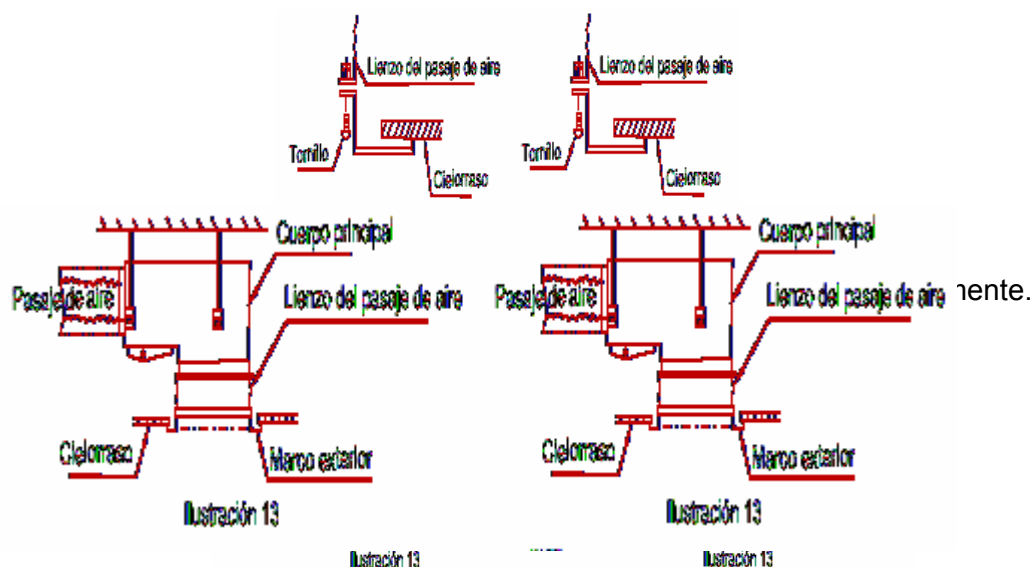 Lienzo del pasaje de aire Lienzo del pasaje de aire
Tornillo Tornillo
Cielorraso Cielorraso
Cuerpo principal Cuerpo principal
Pasaje de aire Lienzo del pasaje de aire Pasaje de aire Lienzo del pasaje de aire nente.
Cielorraso Marco exterior Cielorraso Marco exterior
Ilustración 13 Ilustración 13
Ilustración 13 Ilustración 13